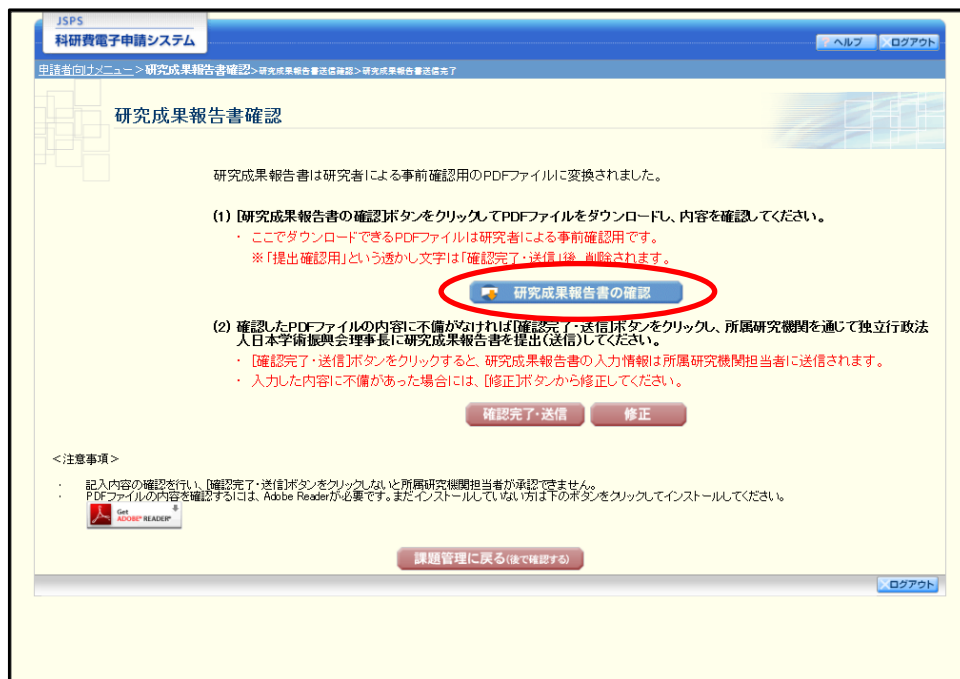 JSPS
科研費電子申請システム
ヘルプ
ログアウト
申請者向けメニュー>研究成果報告書確認>研究成果報告書送信確認>研究成果報告書送信完了
研究成果報告書確認
研究成果報告書は研究者による事前確認用のPDFファイルに変換されました。
(1) [研究成果報告書の確認]ボタンをクリックしてPDFファイルをダウンロードし、内容を確認してください。
・ ここでダウンロードできるPDFファイルは研究者による事前確認用です。
※「提出確認用」という透かし文字は「確認完了・送信」後、削除されます。
研究成果報告書の確認
(2) 確認したPDFファイルの内容に不備がなければ[確認完了・送信]ボタンをクリックし、所属研究機関を通じて独立行政法
人日本学術振興会理事長に研究成果報告書を提出(送信)してください。
・ [確認完了・送信]ボタンをクリックすると、研究成果報告書の入力情報は所属研究機関担当者に送信されます。
・ 入力した内容に不備があった場合には、[修正]ボタンから修正してください。
確認完了・送信
修正
<注意事項>
・ 記入内容の確認を行い、[確認完了・送信]ボタンをクリックしないと所属研究機関担当者が承認できません。
・ PDFファイルの内容を確認するには、Adobe Readerが必要です。まだインストールしていない方は下のボタンをクリックしてインストールしてください。
Get
ADOBE® READER®
課題管理に戻る(後で確認する)
ログアウト